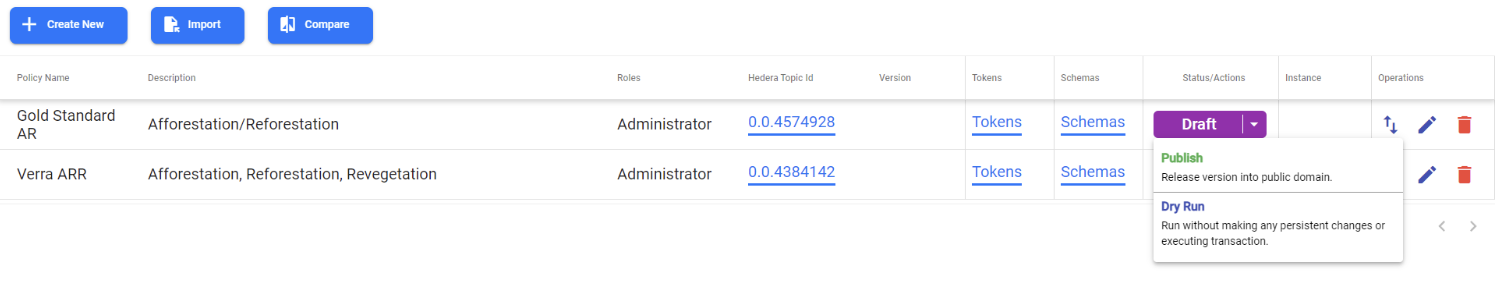 Create New
Import
Compare
Policy Name
Description
Roles
Hedera Topic Id
Version
Tokens
Schemas
Status/Actions
Instance
Operations
Gold Standard
AR
Afforestation/Reforestation
Administrator
0.0.4574928
Tokens
Schemas
Draft
Verra ARR
Afforestation, Reforestation, Revegetation
Administrator
0.0.4384142
Tokens
Schemas
Publish
Release version into public domain.
Dry Run
Run without making any persistent changes or
executing transaction.